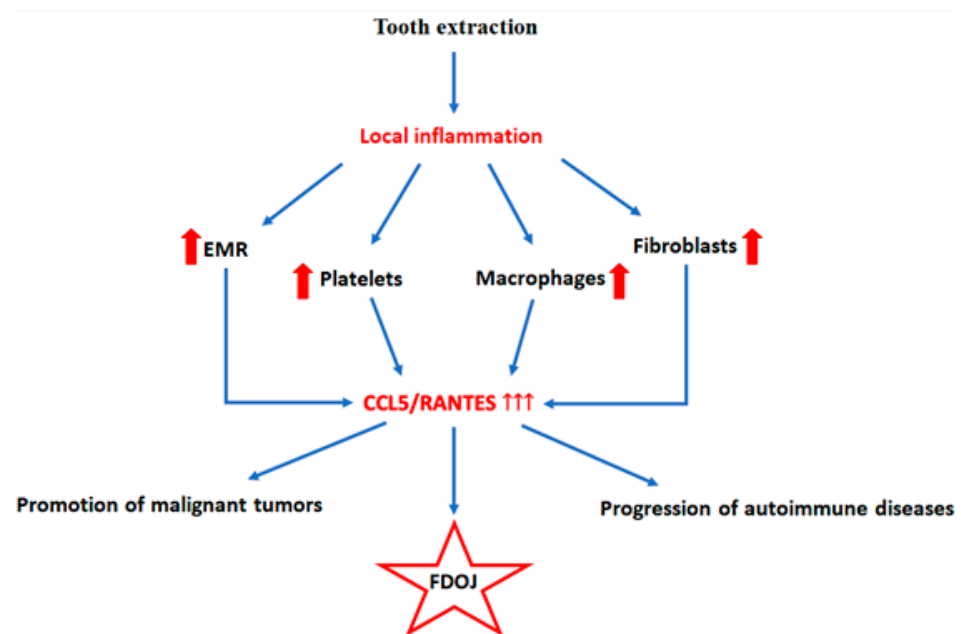 Tooth extraction
Local inflammation
EMR
Fibroblasts
Platelets
Macrophages
CCL5/RANTES ↑↑↑
Promotion of malignant tumors
Progression of autoimmune diseases
FDOJ